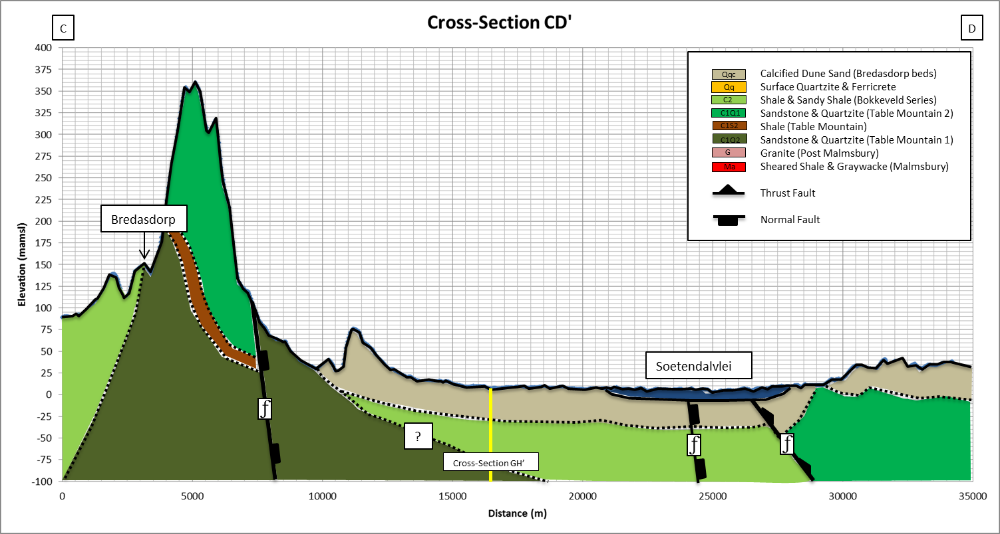 Cross-Section CD'
C
D
400
375
350
325
300
275
250
225
200
175
150
125
100
75
50
25
0
-25
-50
-75
-100
Elevation (mamsl)
Qqc Calcified Dune Sand (Bredasdorp beds)
Qq Surface Quartzite & Ferricrete
C2 Shale & Sandy Shale (Bokkeveld Series)
C1Q1 Sandstone & Quartzite (Table Mountain 2)
C1S2 Shale (Table Mountain)
C1Q2 Sandstone & Quartzite (Table Mountain 1)
G Granite (Post Malmsbury)
Ma Sheared Shale & Graywacke (Malmsbury)
Thrust Fault
Normal Fault
Bredasdorp
Soetendalvlei
f
?
f
f
Cross-Section GH’
0 5000 10000 15000 20000 25000 30000 35000
Distance (m)